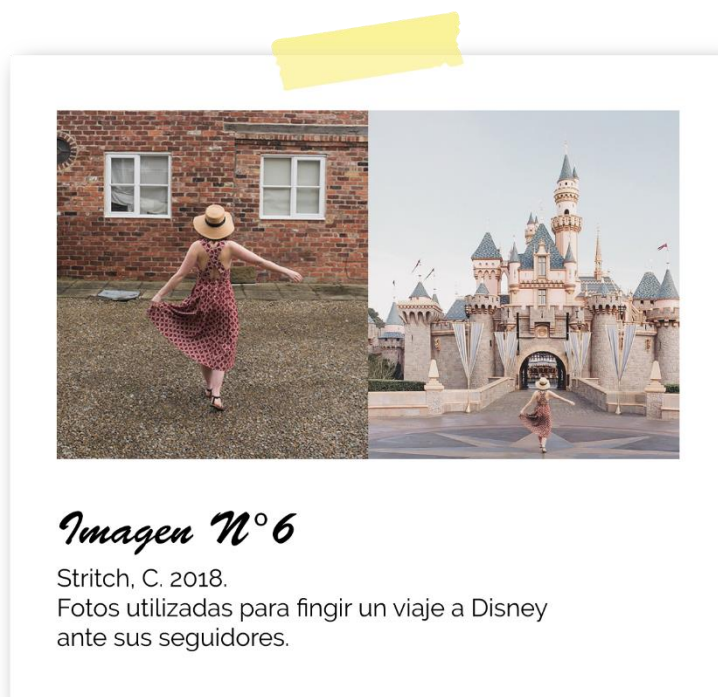 Imagen N°6
Stritch, C. 2018.
Fotos utilizadas para fingir un viaje a Disney
ante sus seguidores.